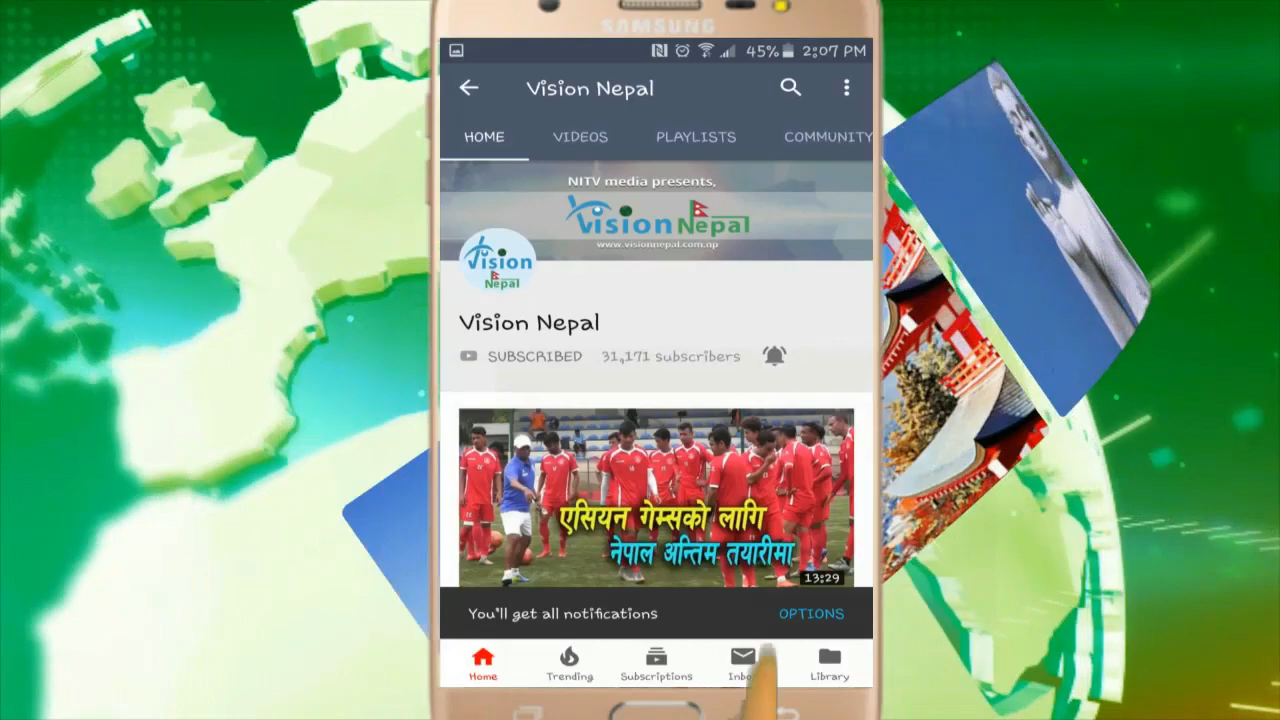 SAMSUNG
45% 2:07 PM
Vision Nepal
HOME VIDEOS PLAYLISTS COMMUNITY
NITV media presents,
Vision Nepal
www.visionnepal.com.np
Vision
Nepal
Vision Nepal
SUBSCRIBED 31,171 subscribers
एसियन गेम्सको लागि
नेपाल अन्तिम तयारीमा
13:29
You'll get all notifications OPTIONS
Home Trending Subscriptions Library